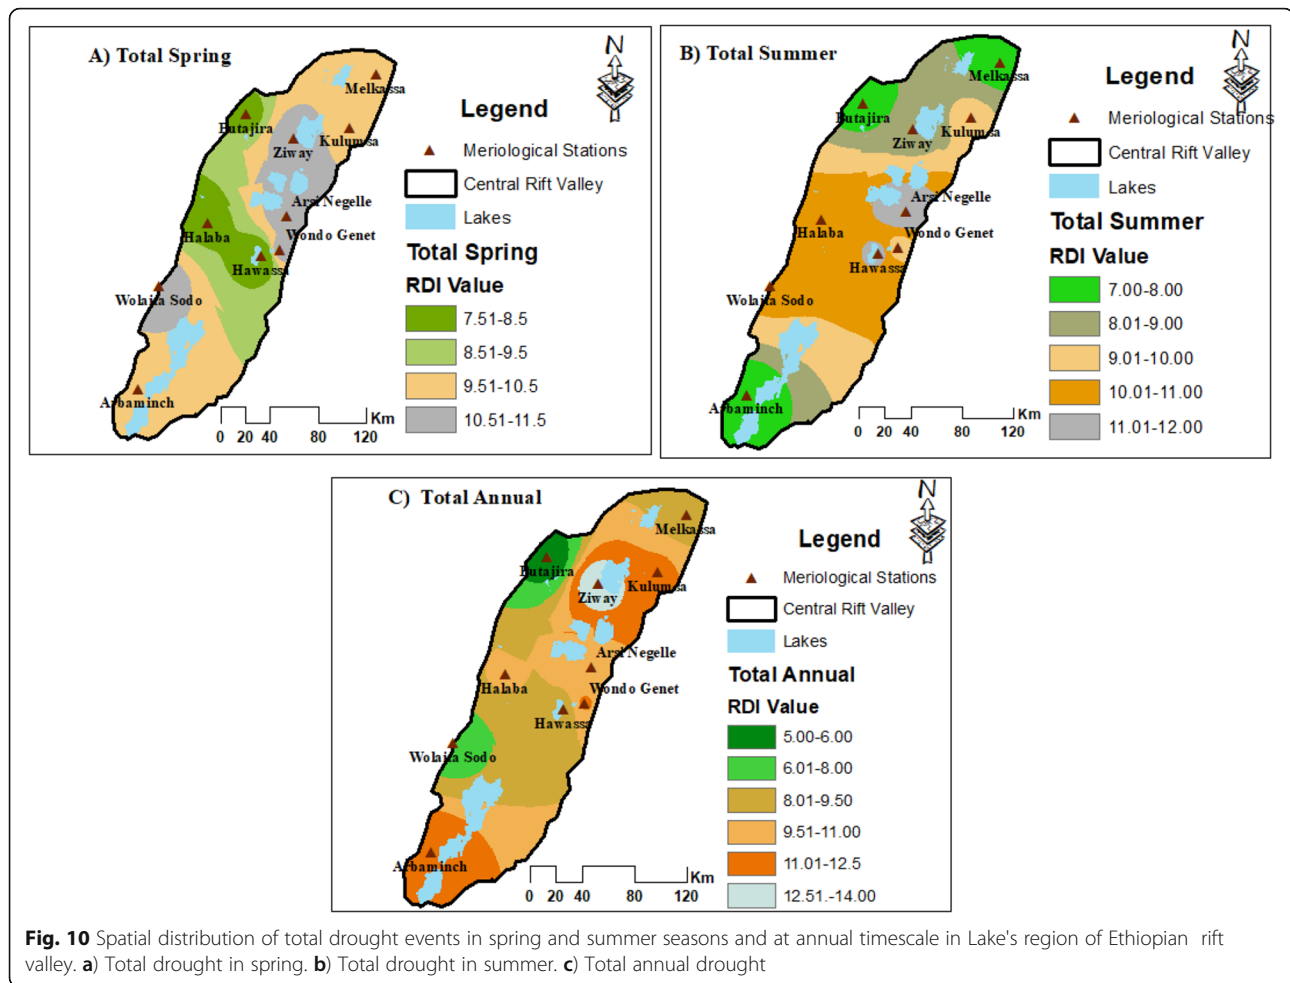 A) Total Spring
N
Melkassa
Butajira
Ziway
Kulumsa
Arsi Negelle
Halaba
Wondo Genet
Hawassa
Wolaita Sodo
Arbaminch
Legend
Meriological Stations
Central Rift Valley
Lakes
Total Spring
RDI Value
7.51-8.5
8.51-9.5
9.51-10.5
10.51-11.5
Km
0 20 40 80 120
B) Total Summer
N
Melkassa
Butajira
Ziway
Kulumsa
Arsi Negelle
Halaba
Wondo Genet
Hawassa
Wolaita Sodo
Arbaminch
Legend
Meriological Stations
Central Rift Valley
Lakes
Total Summer
RDI Value
7.00-8.00
8.01-9.00
9.01-10.00
10.01-11.00
11.01-12.00
Km
0 20 40 80 120
C) Total Annual
N
Melkassa
Butajira
Ziway
Kulumsa
Arsi Negelle
Halaba
Wondo Genet
Hawassa
Wolaita Sodo
Arbaminch
Legend
Meriological Stations
Central Rift Valley
Lakes
Total Annual
RDI Value
5.00-6.00
6.01-8.00
8.01-9.50
9.51-11.00
11.01-12.5
12.51.-14.00
Km
0 20 40 80 120
Fig. 10 Spatial distribution of total drought events in spring and summer seasons and at annual timescale in Lake's region of Ethiopian rift
valley. a) Total drought in spring. b) Total drought in summer. c) Total annual drought